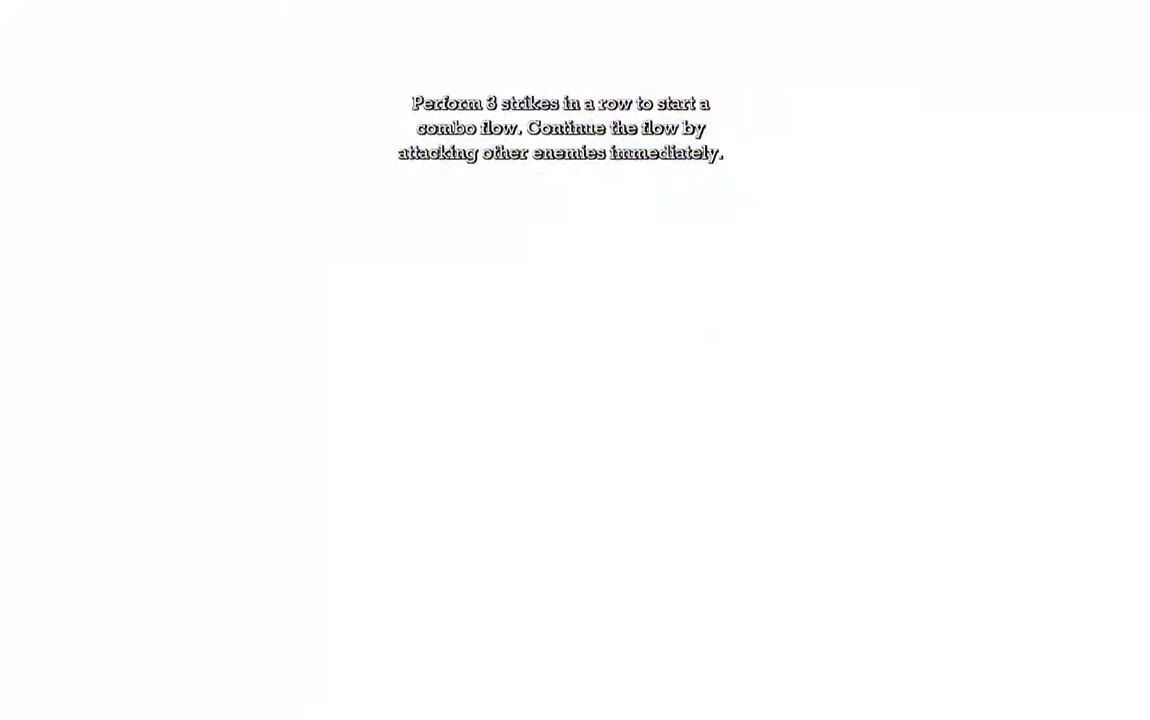 Perform 3 strikes in a row to start a
combo flow. Continue the flow by
attacking other enemies immediately.